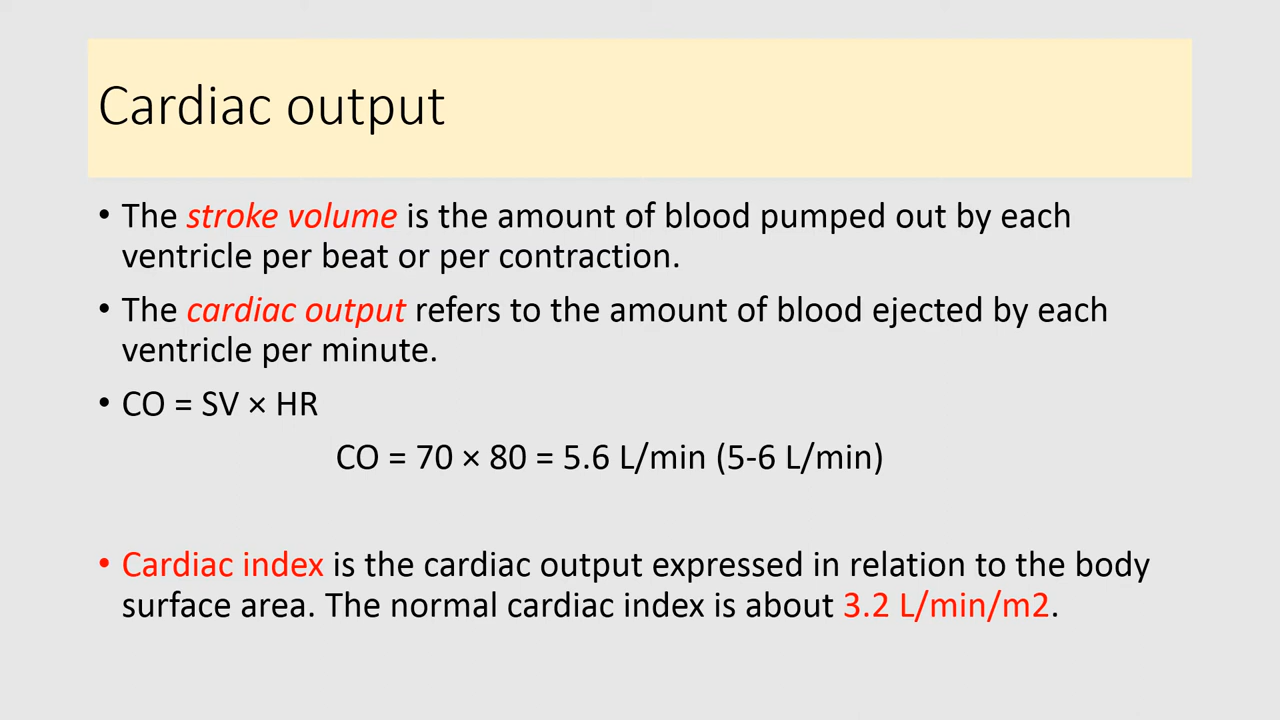 Cardiac output
• The stroke volume is the amount of blood pumped out by each
ventricle per beat or per contraction.
• The cardiac output refers to the amount of blood ejected by each
ventricle per minute.
• CO = SV × HR
CO = 70 × 80 = 5.6 L/min (5-6 L/min)
• Cardiac index is the cardiac output expressed in relation to the body
surface area. The normal cardiac index is about 3.2 L/min/m2.